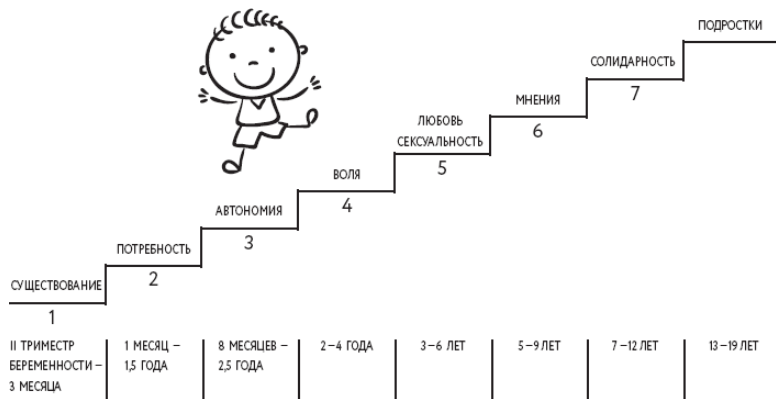 ПОДРОСТКИ
СОЛИДАРНОСТЬ
7
МНЕНИЯ
6
ЛЮБОВЬ
СЕКСУАЛЬНОСТЬ
5
ВОЛЯ
4
АВТОНОМИЯ
3
ПОТРЕБНОСТЬ
2
СУЩЕСТВОВАНИЕ
1
II ТРИМЕСТР
БЕРЕМЕННОСТИ –
3 МЕСЯЦА
1 МЕСЯЦ –
1,5 ГОДА
8 МЕСЯЦЕВ –
2,5 ГОДА
2–4 ГОДА
3–6 ЛЕТ
5–9 ЛЕТ
7–12 ЛЕТ
13–19 ЛЕТ